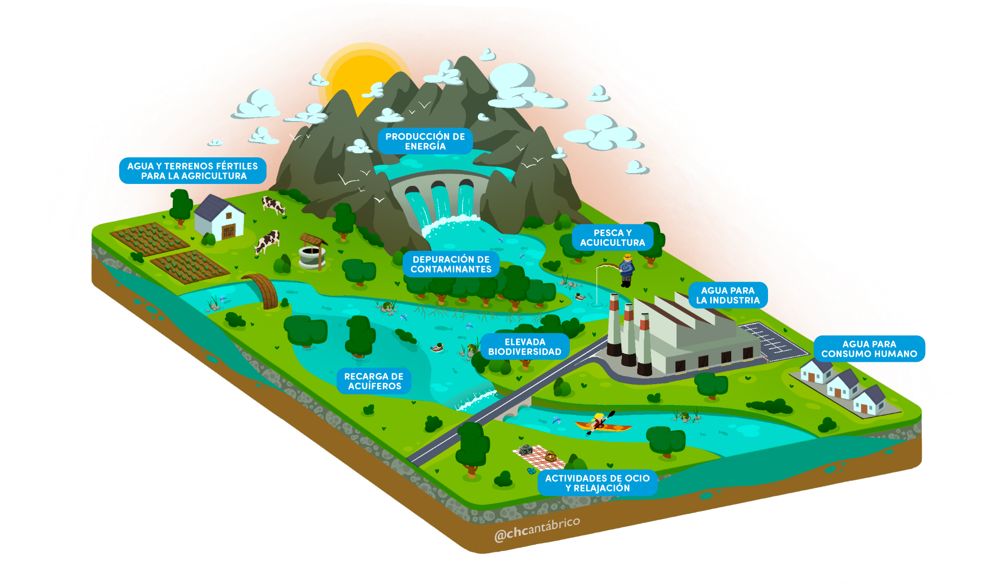 PRODUCCIÓN DE
ENERGÍA
AGUA Y TERRENOS FÉRTILES
PARA LA AGRICULTURA
PESCA Y
ACUICULTURA
DEPURACIÓN DE
CONTAMINANTES
AGUA PARA
LA INDUSTRIA
ELEVADA
BIODIVERSIDAD
AGUA PARA
CONSUMO HUMANO
RECARGA DE
ACUÍFEROS
ACTIVIDADES DE OCIO
Y RELAJACIÓN
@chcantábrico